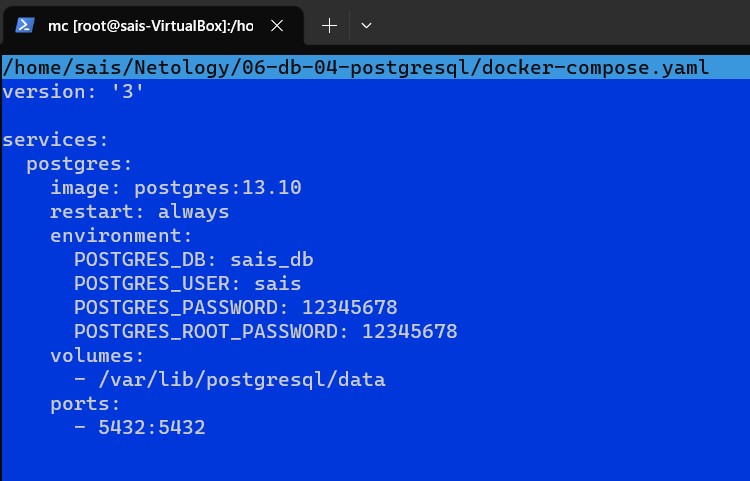 mc [root@sais-VirtualBox]:/ho
/home/sais/Netology/06-db-04-postgresql/docker-compose.yaml
version: '3'
services:
  postgres:
    image: postgres:13.10
    restart: always
    environment:
      POSTGRES_DB: sais_db
      POSTGRES_USER: sais
      POSTGRES_PASSWORD: 12345678
      POSTGRES_ROOT_PASSWORD: 12345678
    volumes:
      - /var/lib/postgresql/data
    ports:
      - 5432:5432